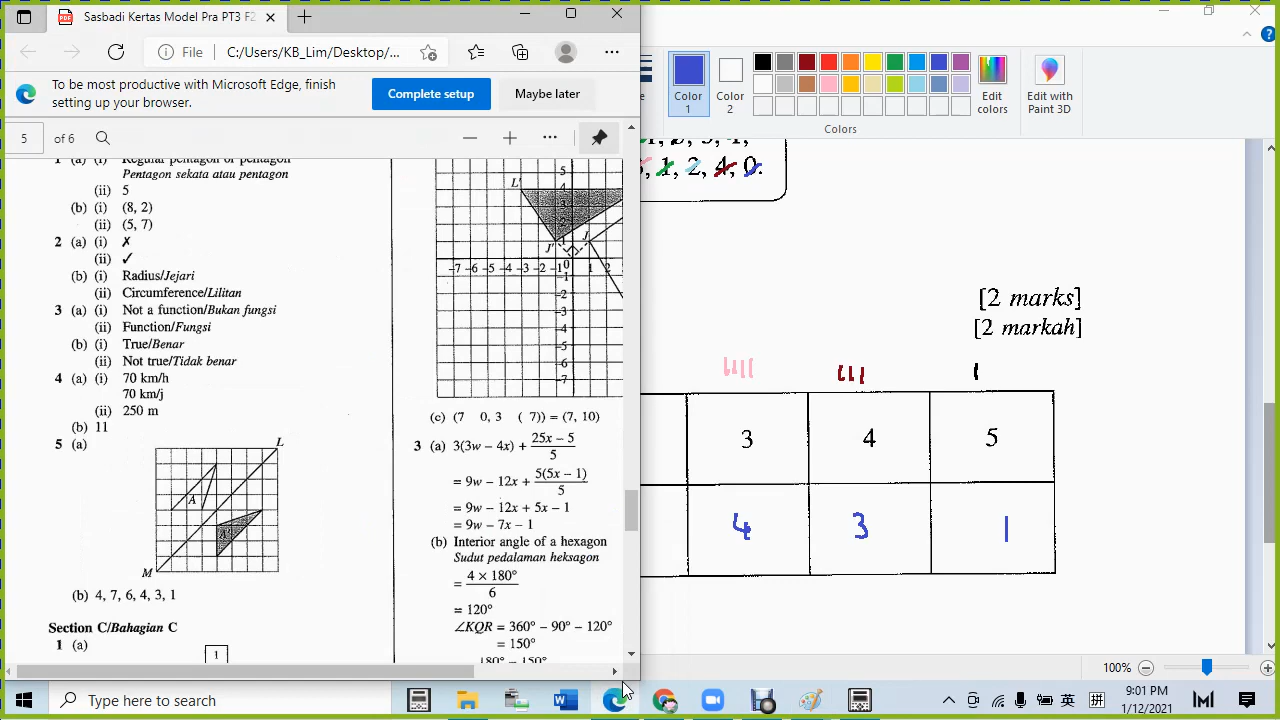 Sasbadi Kertas Model Pra PT3 F2
File
C:/Users/KB_Lim/Desktop/...
To be most productive with Microsoft Edge, finish
setting up your browser.
Complete setup
Maybe later
5 of 6
1 (a) (i) Regular pentagon or pentagon
Pentagon sekata atau pentagon
(ii) 5
(b) (i) (8, 2)
(ii) (5, 7)
2 (a) (i) ✗
(ii) ✓
(b) (i) Radius/Jejari
(ii) Circumference/Lilitan
3 (a) (i) Not a function/Bukan fungsi
(ii) Function/Fungsi
(b) (i) True/Benar
(ii) Not true/Tidak benar
4 (a) (i) 70 km/h
70 km/j
(ii) 250 m
(b) 11
5 (a)
L
A
A'
M
(b) 4, 7, 6, 4, 3, 1
Section C/Bahagian C
1 (a)
1
5
L' 4
3
2
J' 1 J
-7 -6 -5 -4 -3 -2 -1 0 1 2
-1
-2
-3
-4
-5
-6
-7
(c) (7 0, 3 ( 7)) = (7, 10)
3 (a) 3(3w − 4x) + 25x − 5
5
= 9w − 12x + 5(5x − 1)
5
= 9w − 12x + 5x − 1
= 9w − 7x − 1
(b) Interior angle of a hexagon
Sudut pedalaman heksagon
= 4 × 180°
6
= 120°
∠KQR = 360° − 90° − 120°
= 150°
180° − 150°
Color
1
Color
2
Edit
colors
Edit with
Paint 3D
Colors
1, 2, 4, 0.
[2 marks]
[2 markah]
3 4 5
4 3 1
100%
Type here to search
英
拼
9:01 PM
1/12/2021